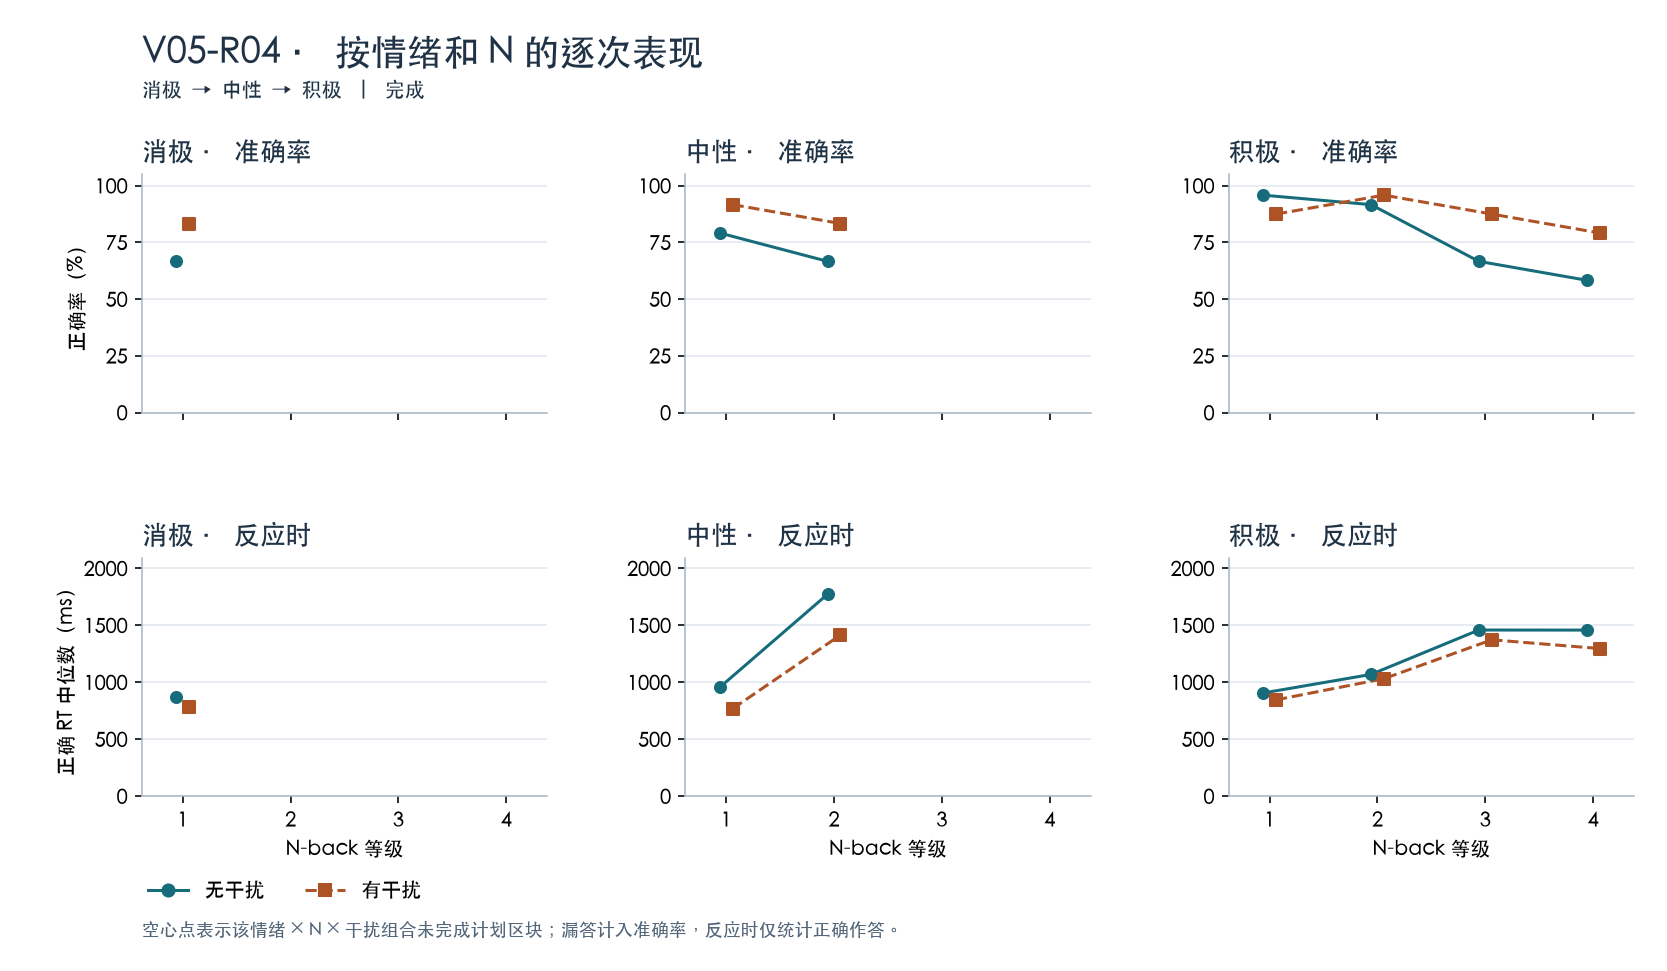 V05-R04 · 按情绪和 N 的逐次表现
消极 → 中性 → 积极 | 完成
消极 · 准确率
中性 · 准确率
积极 · 准确率
正确率 (%)
100
75
50
25
0
100
75
50
25
0
100
75
50
25
0
消极 · 反应时
中性 · 反应时
积极 · 反应时
正确 RT 中位数 (ms)
2000
1500
1000
500
0
2000
1500
1000
500
0
2000
1500
1000
500
0
1 2 3 4
1 2 3 4
1 2 3 4
N-back 等级
N-back 等级
N-back 等级
无干扰 有干扰
空心点表示该情绪×N×干扰组合未完成计划区块；漏答计入准确率，反应时仅统计正确作答。